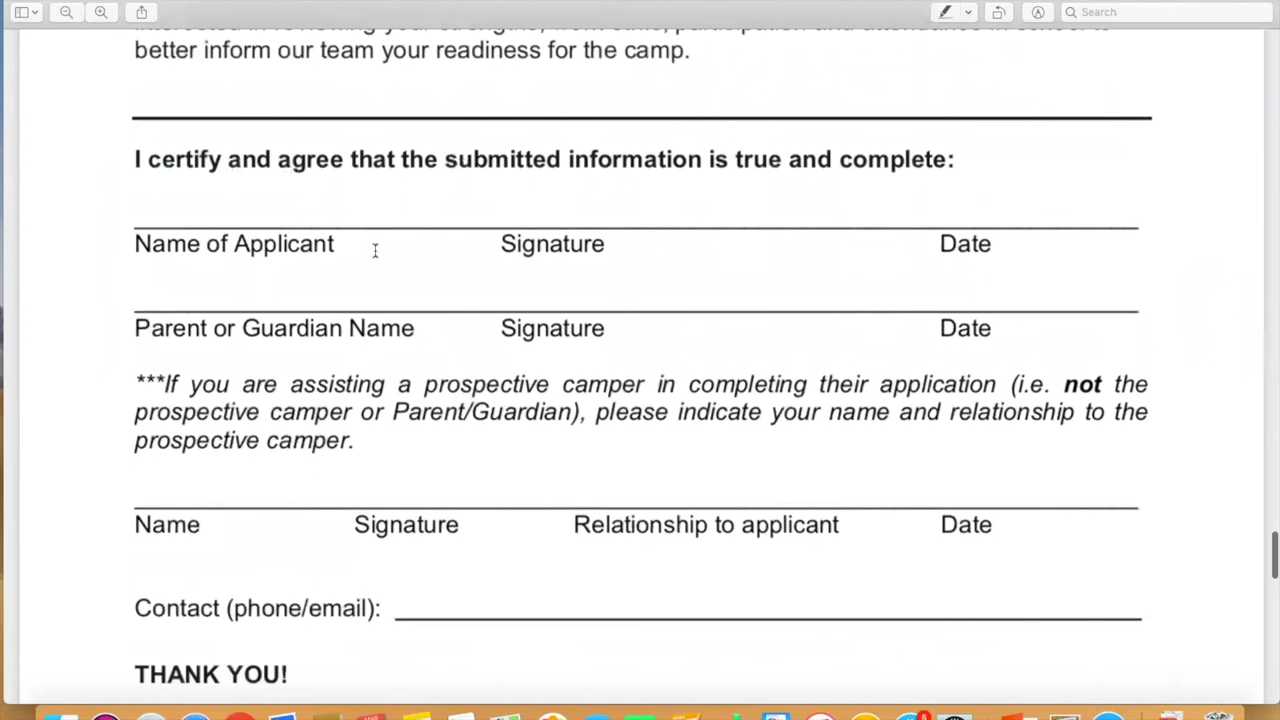 Search
better inform our team your readiness for the camp.
I certify and agree that the submitted information is true and complete:
Name of Applicant Signature Date
Parent or Guardian Name Signature Date
***If you are assisting a prospective camper in completing their application (i.e. not the
prospective camper or Parent/Guardian), please indicate your name and relationship to the
prospective camper.
Name Signature Relationship to applicant Date
Contact (phone/email):
THANK YOU!